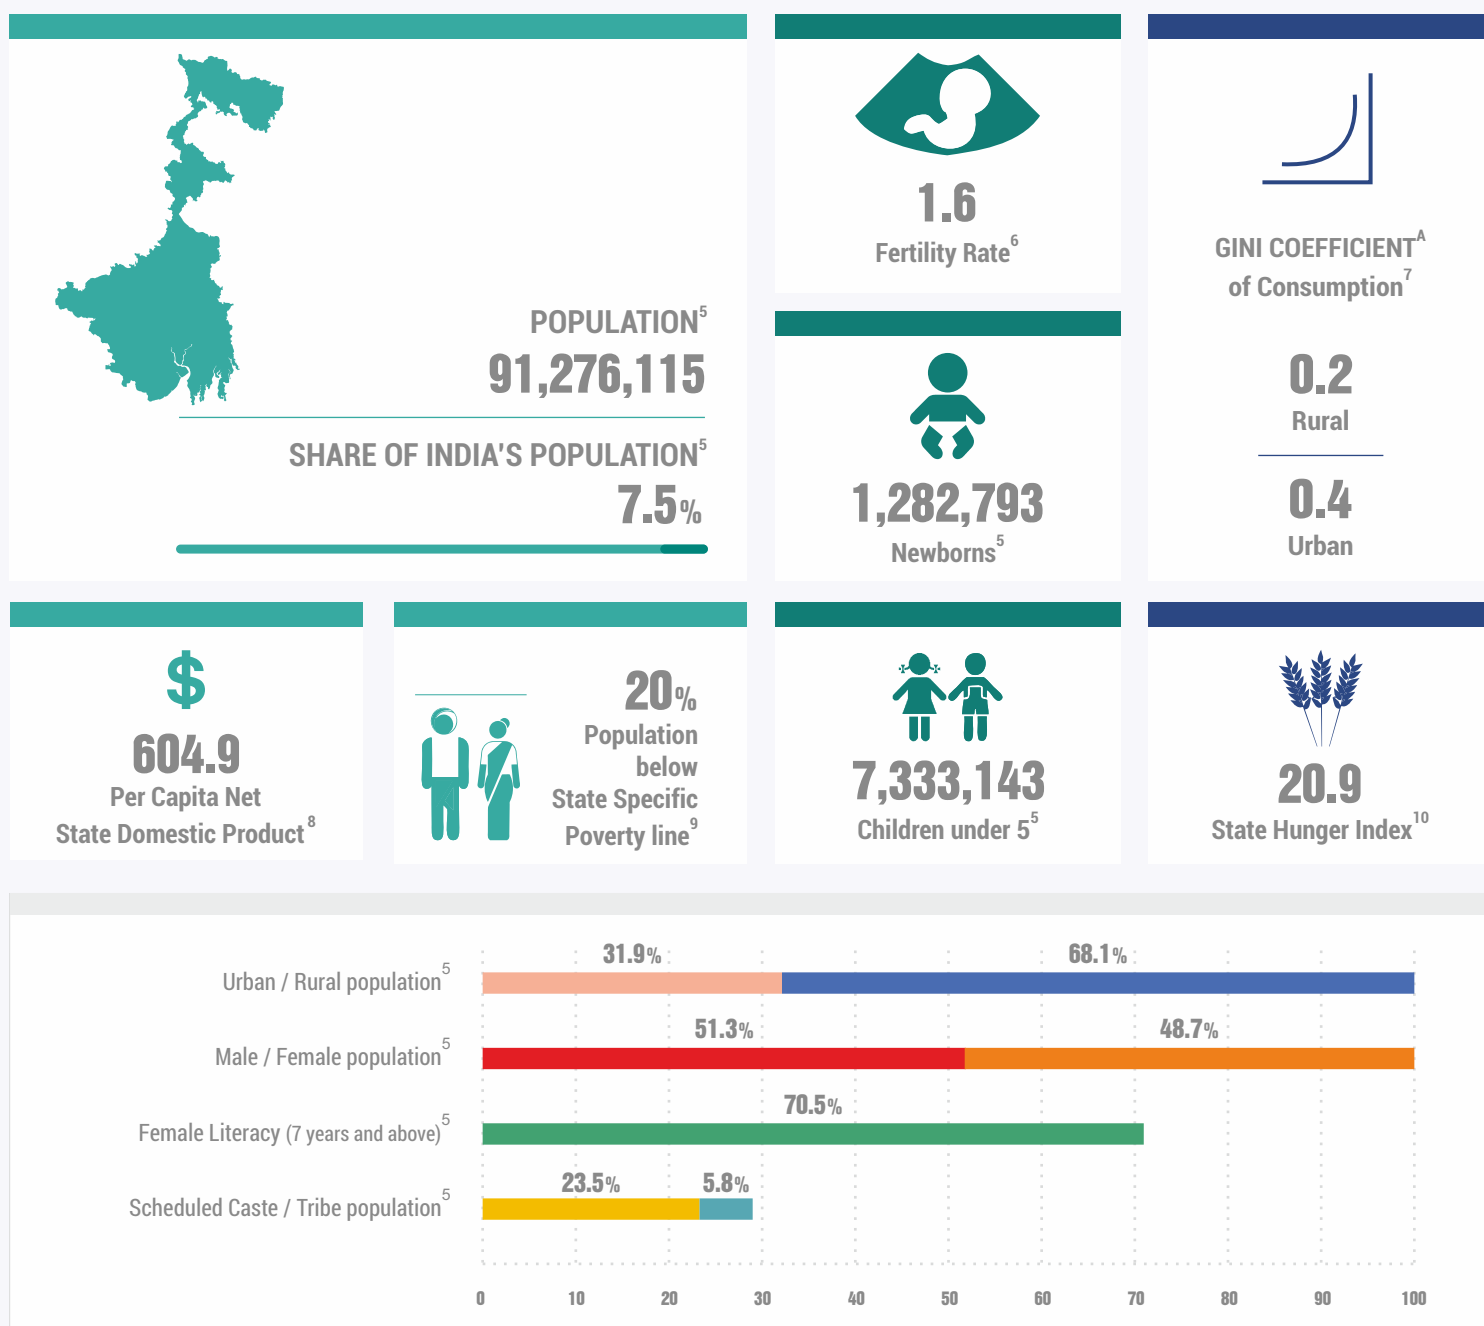 POPULATION5
91,276,115
SHARE OF INDIA'S POPULATION5
7.5%
1.6
Fertility Rate6
1,282,793
Newborns5
GINI COEFFICIENTA
of Consumption7
0.2
Rural
0.4
Urban
$
604.9
Per Capita Net
State Domestic Product8
20%
Population
below
State Specific
Poverty line9
7,333,143
Children under 55
20.9
State Hunger Index10
31.9% 68.1%
Urban / Rural population5
51.3% 48.7%
Male / Female population5
70.5%
Female Literacy (7 years and above)5
23.5% 5.8%
Scheduled Caste / Tribe population5
0 10 20 30 40 50 60 70 80 90 100